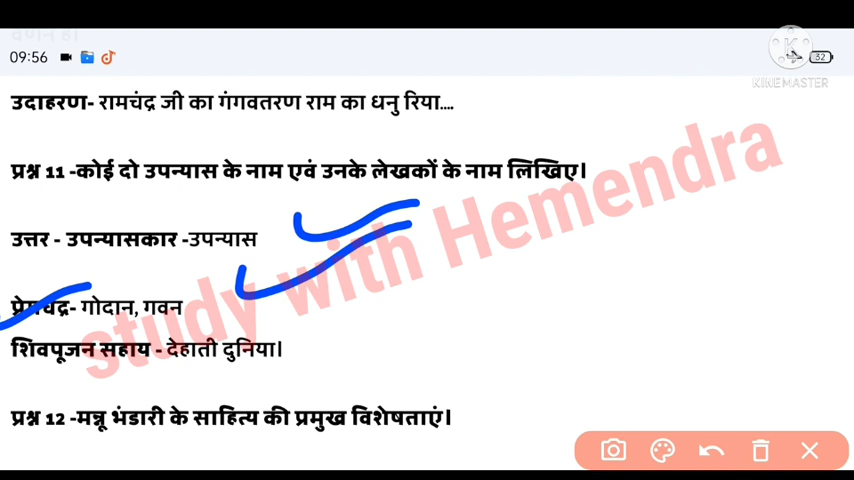 09:56
32
KINEMASTER
उदाहरण- रामचंद्र जी का गंगवतरण राम का धनु रिया....
प्रश्न 11 -कोई दो उपन्यास के नाम एवं उनके लेखकों के नाम लिखिए।
उत्तर - उपन्यासकार -उपन्यास
प्रेमचंद्र- गोदान, गवन
शिवपूजन सहाय - देहाती दुनिया।
प्रश्न 12 -मन्नू भंडारी के साहित्य की प्रमुख विशेषताएं।
study with Hemendra